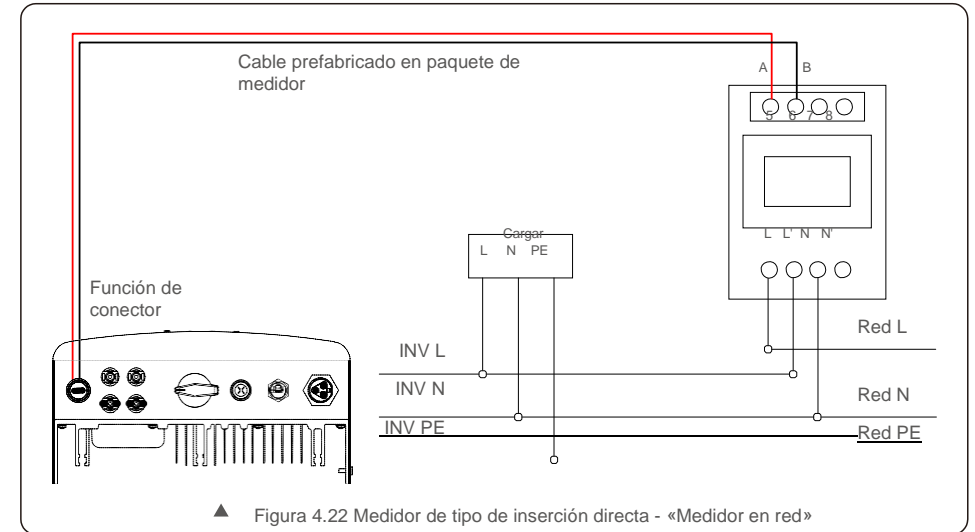 Cable prefabricado en paquete de
medidor
A B
5 6 7 8
L L' N N'
Cargar
L N PE
Función de
conector
Red L
INV L
INV N
Red N
INV PE
Red PE
▲ Figura 4.22 Medidor de tipo de inserción directa - «Medidor en red»